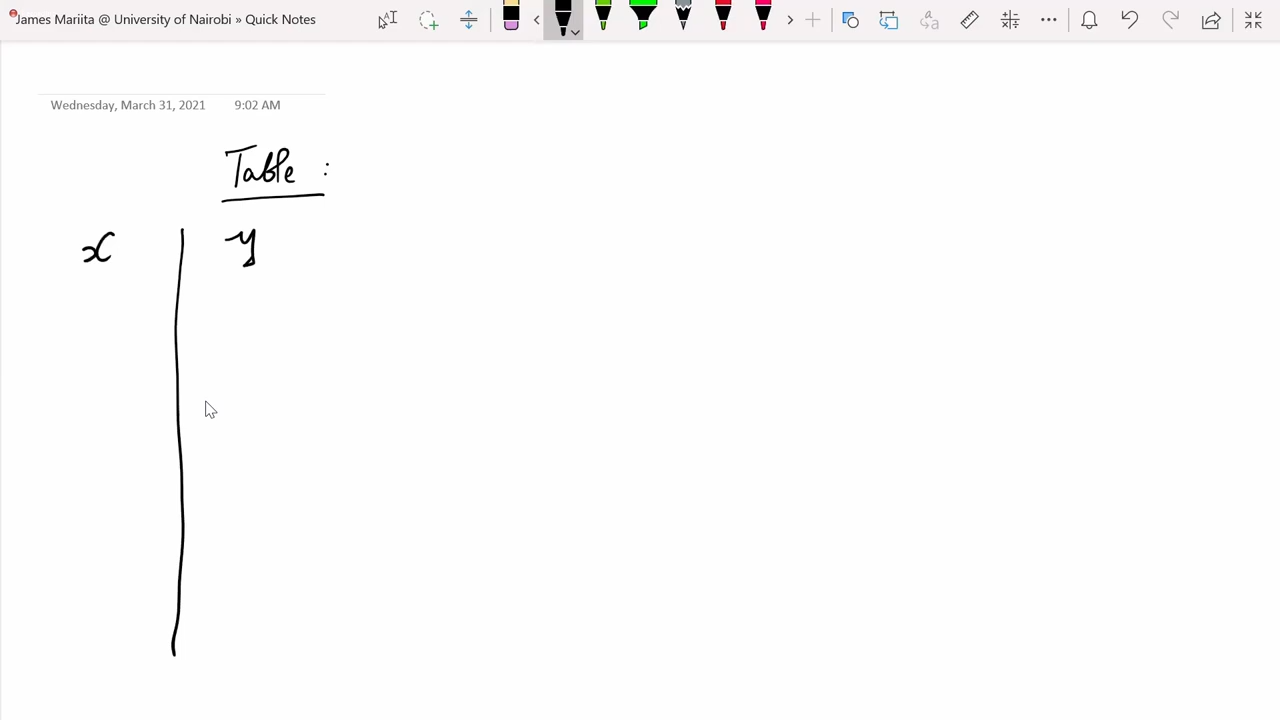 James Mariita @ University of Nairobi » Quick Notes
Wednesday, March 31, 2021 9:02 AM
Table :
x y